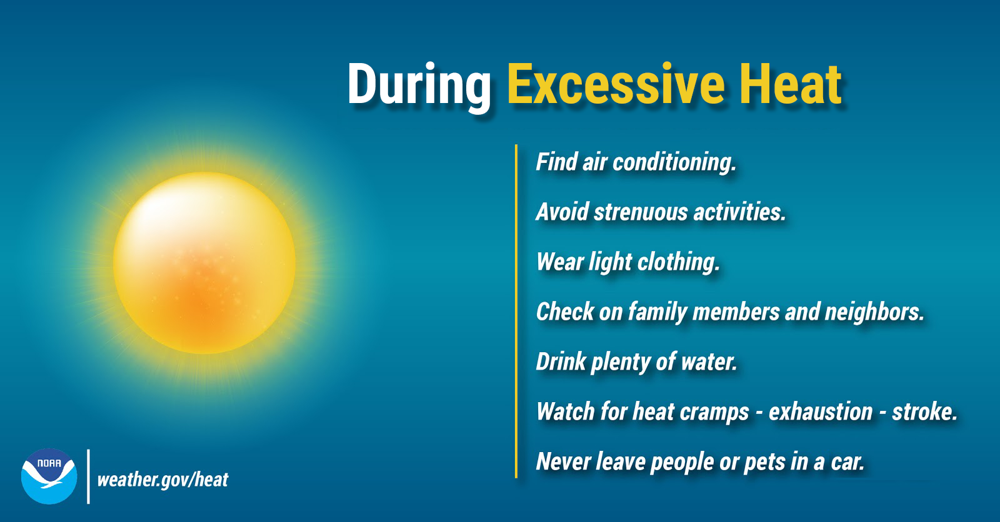 During Excessive Heat
Find air conditioning.
Avoid strenuous activities.
Wear light clothing.
Check on family members and neighbors.
Drink plenty of water.
Watch for heat cramps - exhaustion - stroke.
Never leave people or pets in a car.
NOAA
weather.gov/heat